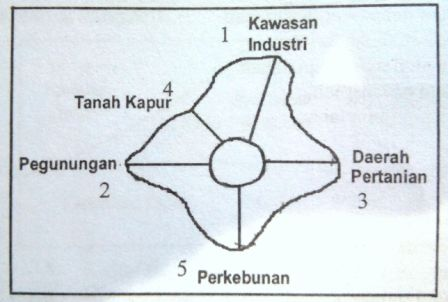 1 Kawasan
Industri
4
Tanah Kapur
Pegunungan
2
Daerah
Pertanian
3
5
Perkebunan